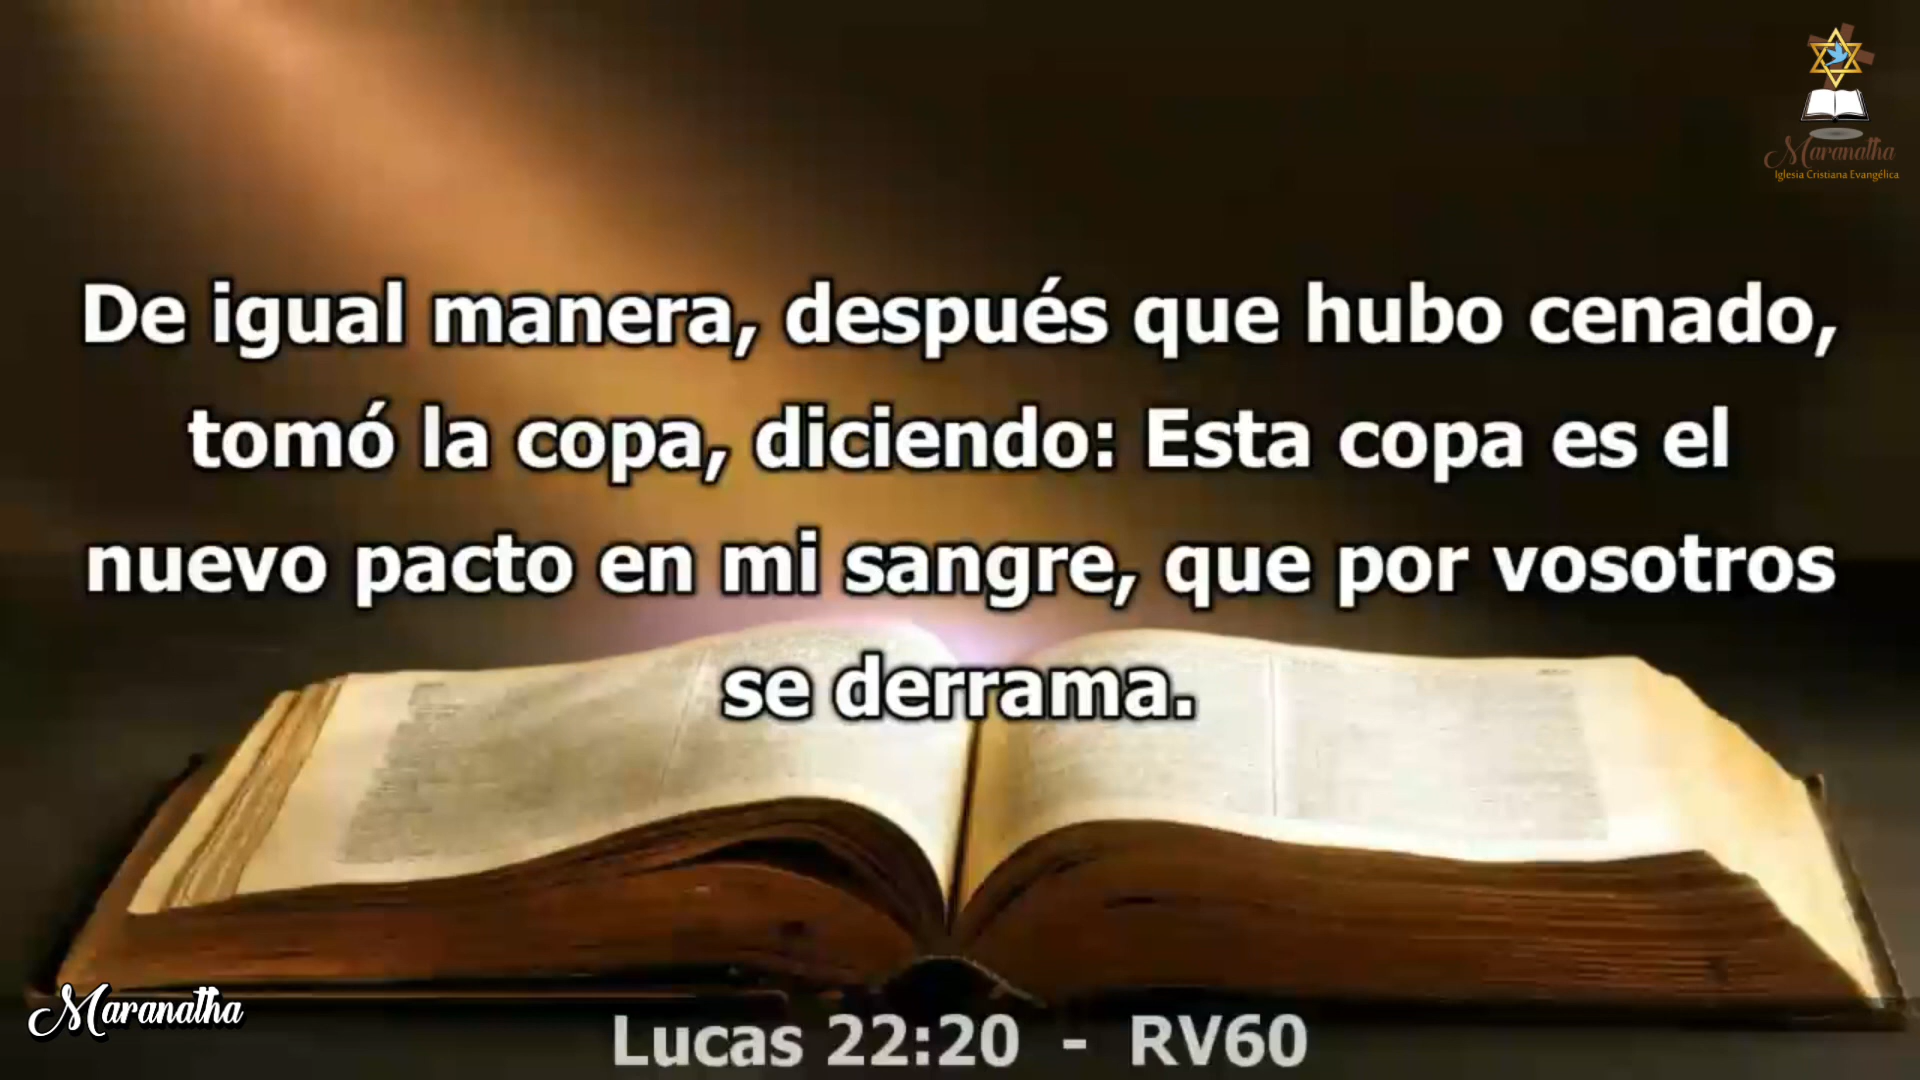 Maranatha
Iglesia Cristiana Evangélica
De igual manera, después que hubo cenado,
tomó la copa, diciendo: Esta copa es el
nuevo pacto en mi sangre, que por vosotros
se derrama.
Maranatha
Lucas 22:20 - RV60